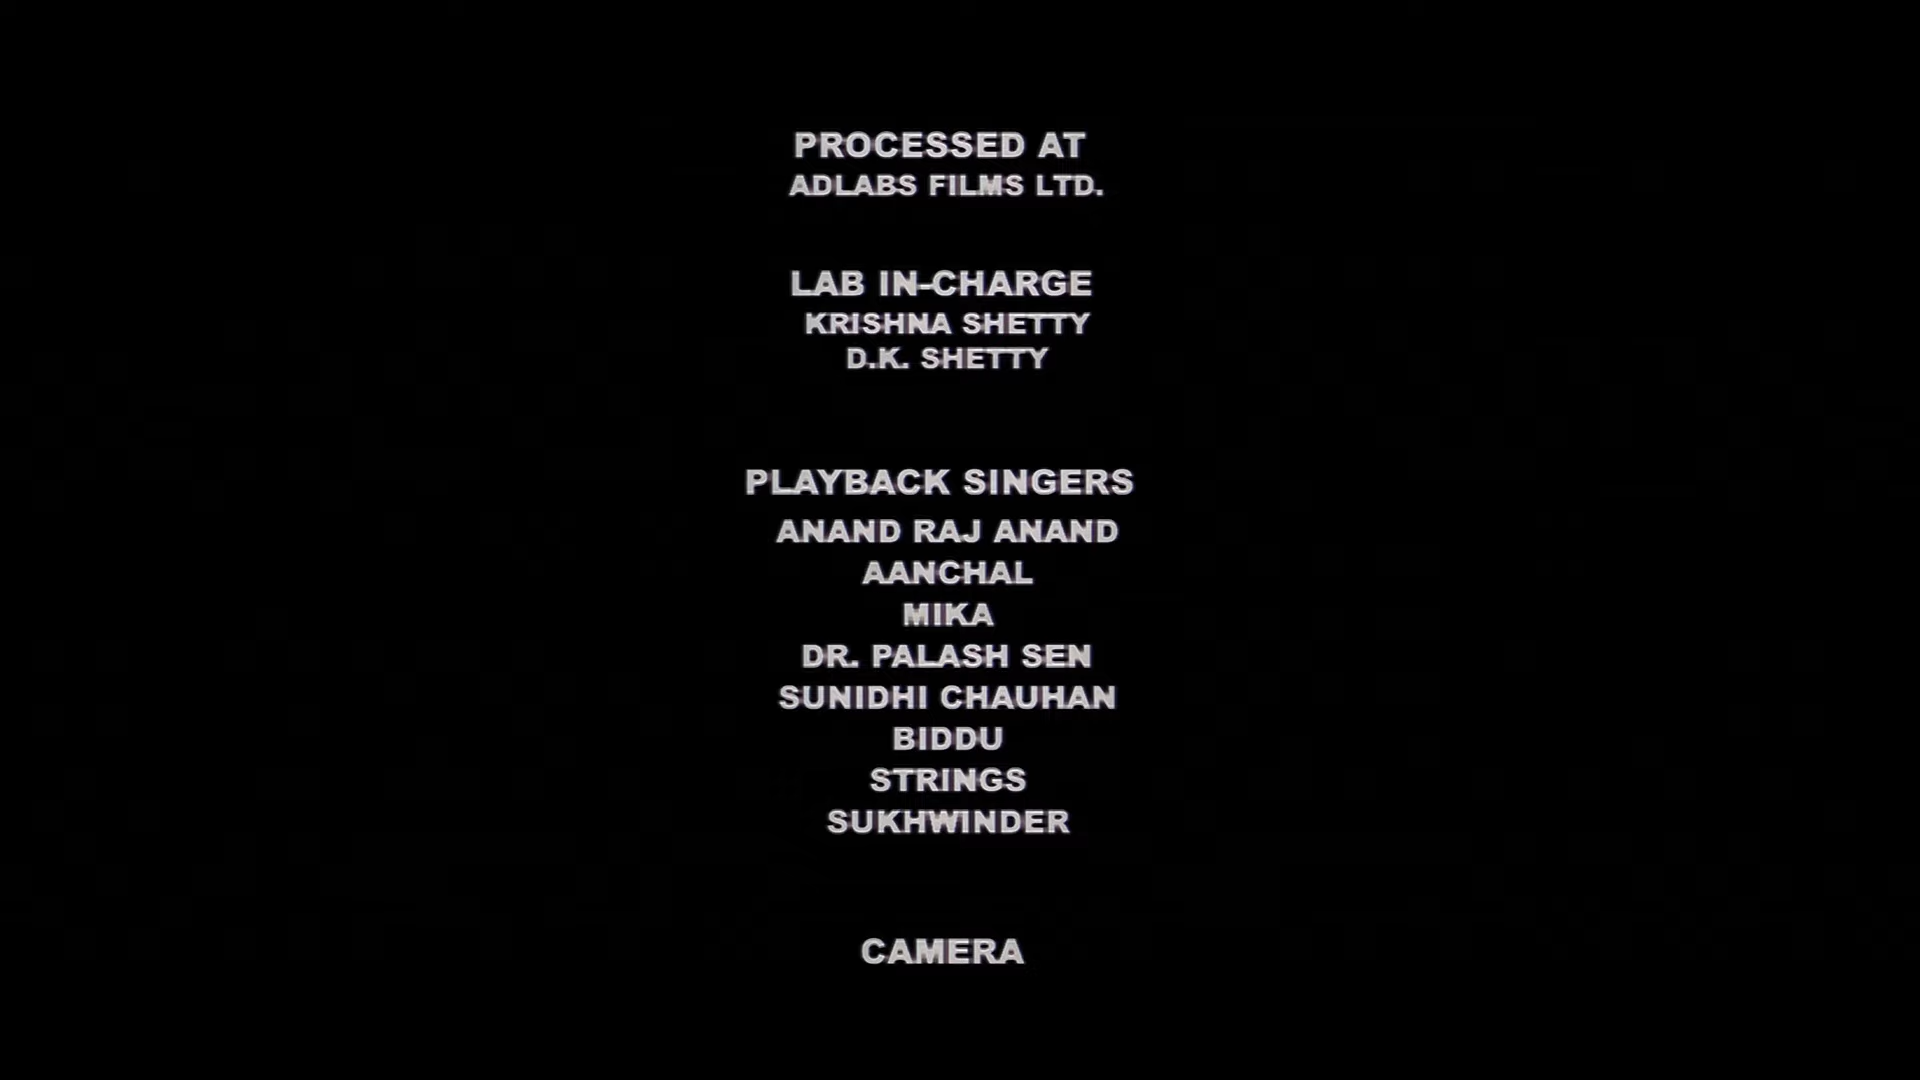 PROCESSED AT
ADLABS FILMS LTD.
LAB IN-CHARGE
KRISHNA SHETTY
D.K. SHETTY
PLAYBACK SINGERS
ANAND RAJ ANAND
AANCHAL
MIKA
DR. PALASH SEN
SUNIDHI CHAUHAN
BIDDU
STRINGS
SUKHWINDER
CAMERA